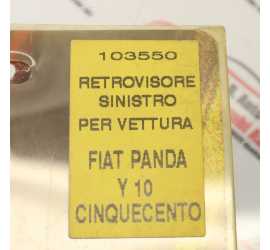 103550
RETROVISORE
SINISTRO
PER VETTURA
FIAT PANDA
Y 10
CINQUECENTO